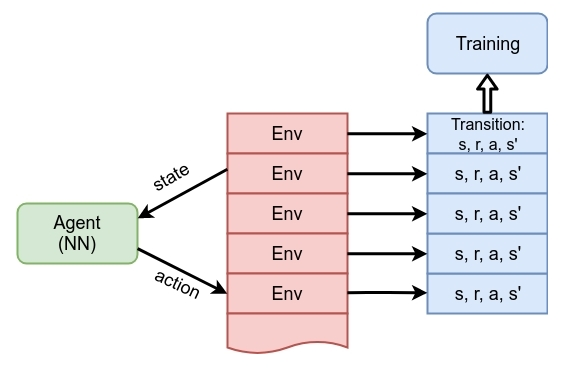 Training
Env
Transition:
s, r, a, s'
state
Env
s, r, a, s'
Agent
(NN)
Env
s, r, a, s'
Env
s, r, a, s'
action
Env
s, r, a, s'